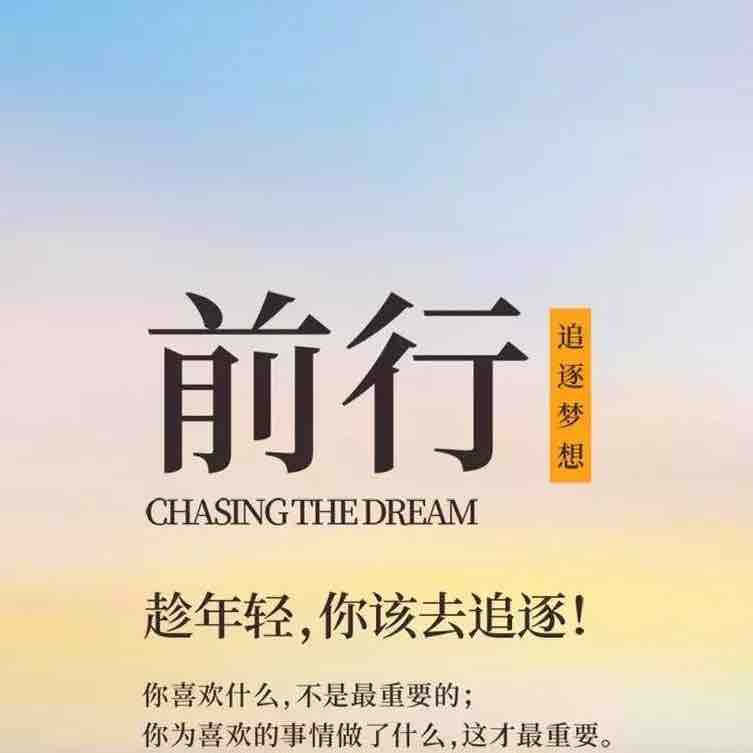 前行
追逐梦想
CHASING THE DREAM
趁年轻,你该去追逐!
你喜欢什么,不是最重要的;
你为喜欢的事情做了什么,这才最重要。